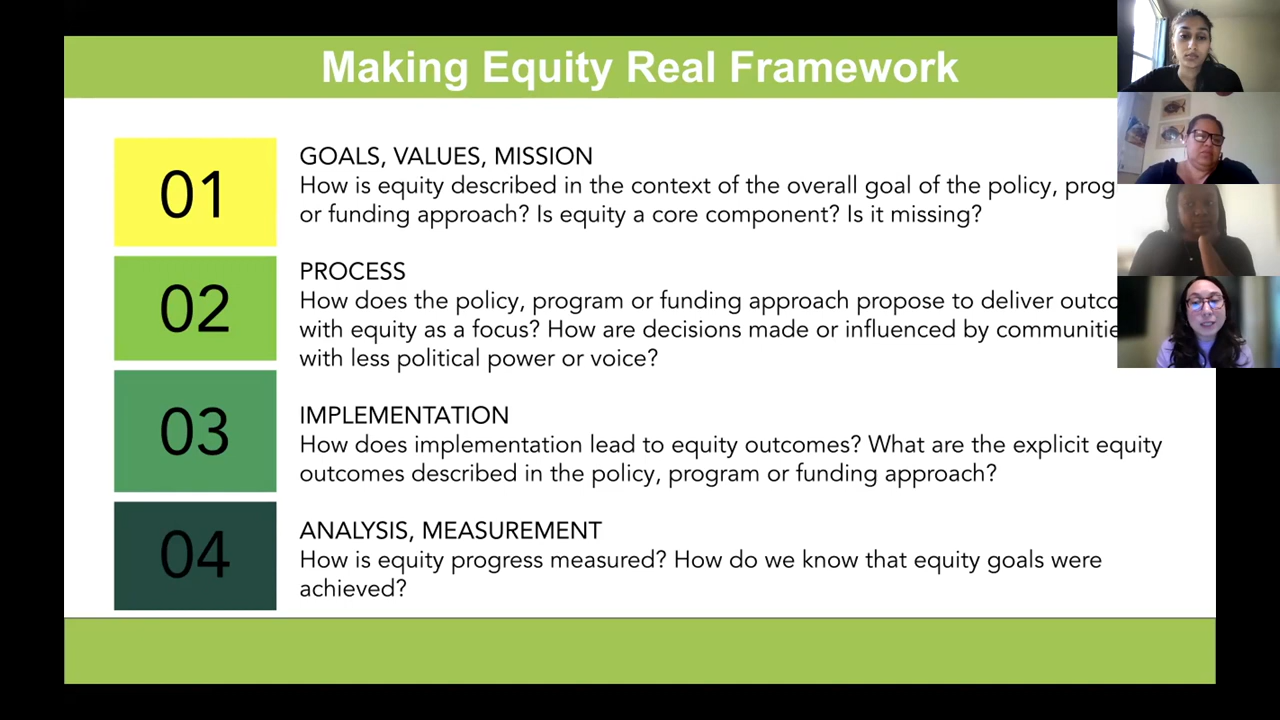 Making Equity Real Framework
01
GOALS, VALUES, MISSION
How is equity described in the context of the overall goal of the policy,
or funding approach? Is equity a core component? Is it missing?
02
PROCESS
How does the policy, program or funding approach propose to deliver
with equity as a focus? How are decisions made or influenced by
with less political power or voice?
03
IMPLEMENTATION
How does implementation lead to equity outcomes? What are the explicit equity
outcomes described in the policy, program or funding approach?
04
ANALYSIS, MEASUREMENT
How is equity progress measured? How do we know that equity goals were
achieved?